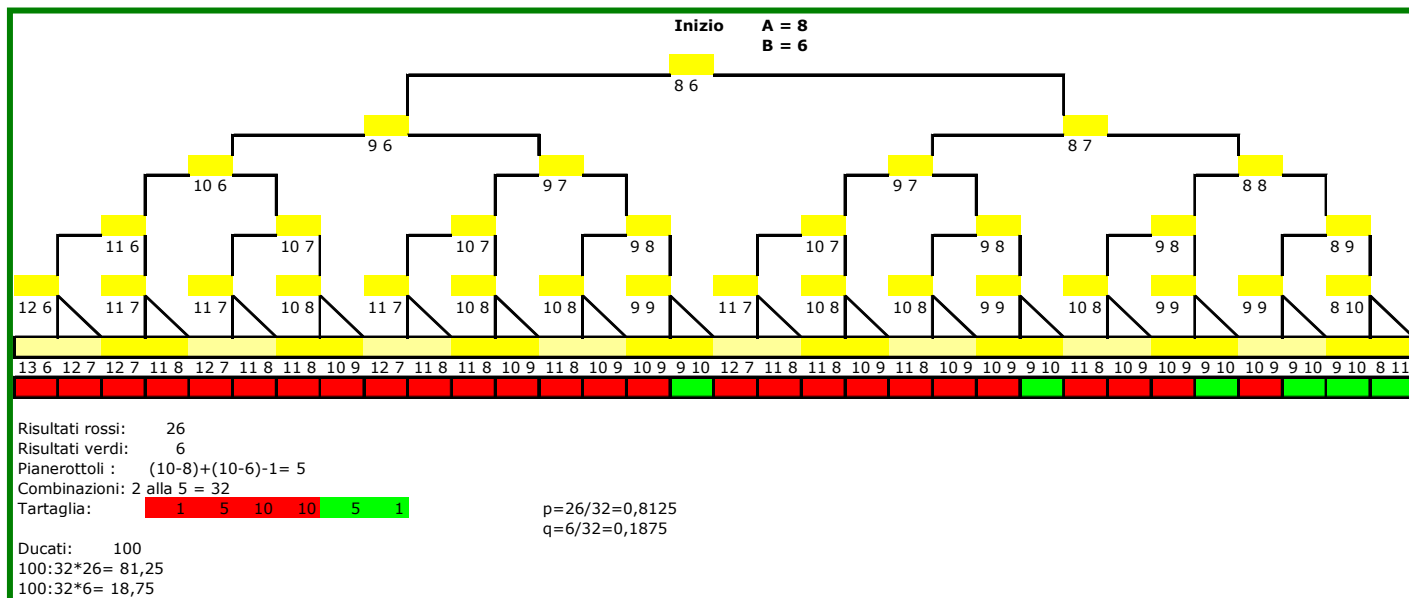 Inizio A = 8
B = 6
8 6
9 6 8 7
10 6 9 7 9 7 8 8
11 6 10 7 10 7 9 8 10 7 9 8 9 8 8 9
12 6 11 7 11 7 10 8 11 7 10 8 10 8 9 9 11 7 10 8 10 8 9 9 10 8 9 9 9 9 8 10
13 6 12 7 12 7 11 8 12 7 11 8 11 8 10 9 12 7 11 8 11 8 10 9 11 8 10 9 10 9 9 10 12 7 11 8 11 8 10 9 11 8 10 9 10 9 9 10 11 8 10 9 10 9 9 10 10 9 9 10 9 10 8 11
Risultati rossi: 26
Risultati verdi: 6
Pianerottoli : (10-8)+(10-6)-1= 5
Combinazioni: 2 alla 5 = 32
Tartaglia: 1 5 10 10 5 1 p=26/32=0,8125
q=6/32=0,1875
Ducati: 100
100:32*26= 81,25
100:32*6= 18,75